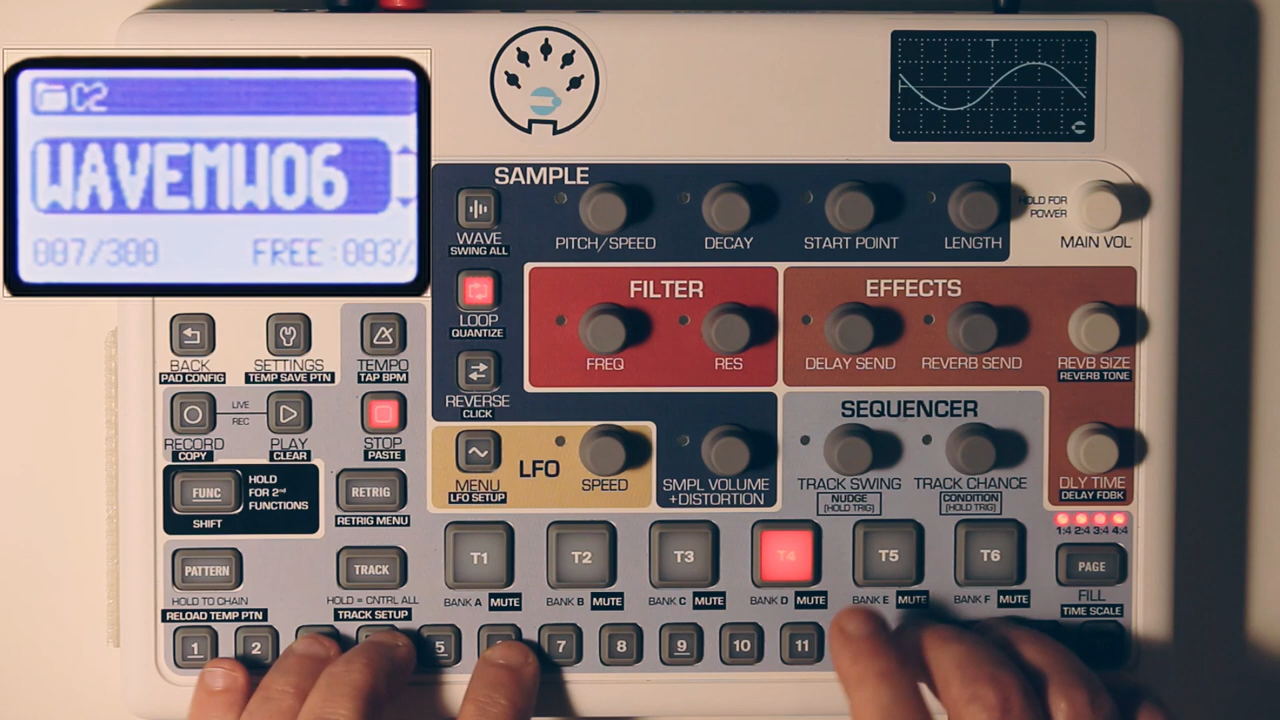 C2
WAVEMW06
007/300 FREE:003%
SAMPLE
WAVE
SWING ALL
PITCH/SPEED
DECAY
START POINT
LENGTH
HOLD FOR
POWER
MAIN VOL
LOOP
QUANTIZE
FILTER
FREQ
RES
EFFECTS
DELAY SEND
REVERB SEND
REVB SIZE
REVERB TONE
BACK
PAD CONFIG
SETTINGS
TEMP SAVE PTN
TEMPO
TAP BPM
REVERSE
CLICK
RECORD
COPY
LIVE
REC
PLAY
CLEAR
STOP
PASTE
MENU
LFO SETUP
LFO
SPEED
SMPL VOLUME
+DISTORTION
SEQUENCER
TRACK SWING
NUDGE
[HOLD TRIG]
TRACK CHANCE
CONDITION
[HOLD TRIG]
DLY TIME
DELAY FDBK
FUNC
SHIFT
HOLD
FOR 2nd
FUNCTIONS
RETRIG
RETRIG MENU
1:4 2:4 3:4 4:4
T1
T2
T3
T4
T5
T6
BANK A MUTE
BANK B MUTE
BANK C MUTE
BANK D MUTE
BANK E MUTE
BANK F MUTE
PAGE
FILL
TIME SCALE
PATTERN
HOLD TO CHAIN
RELOAD TEMP PTN
TRACK
HOLD = CNTRL ALL
TRACK SETUP
1
2
5
7
8
9
10
11